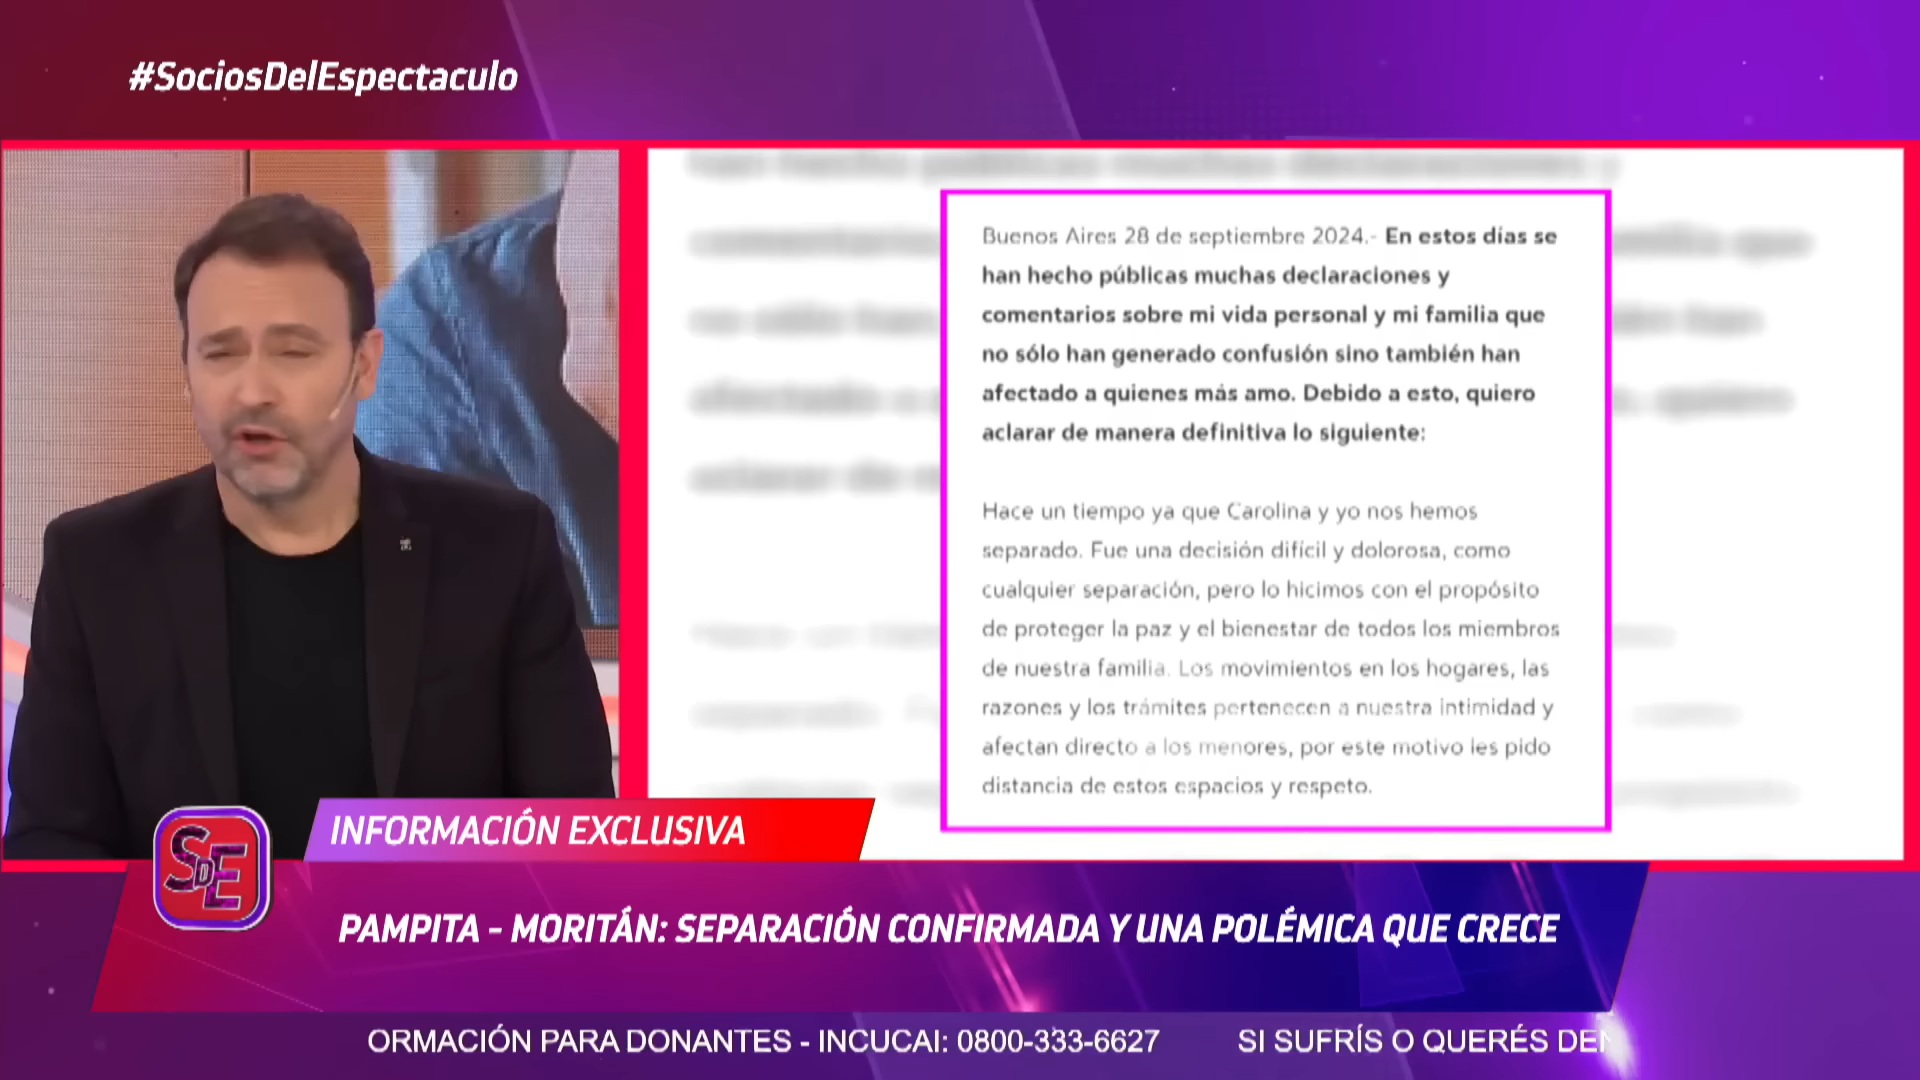 #SociosDelEspectaculo
Buenos Aires 28 de septiembre 2024.- En estos días se
han hecho públicas muchas declaraciones y
comentarios sobre mi vida personal y mi familia que
no sólo han generado confusión sino también han
afectado a quienes más amo. Debido a esto, quiero
aclarar de manera definitiva lo siguiente:
Hace un tiempo ya que Carolina y yo nos hemos
separado. Fue una decisión difícil y dolorosa, como
cualquier separación, pero lo hicimos con el propósito
de proteger la paz y el bienestar de todos los miembros
de nuestra familia. Los movimientos en los hogares, las
razones y los trámites pertenecen a nuestra intimidad y
afectan directo a los menores, por este motivo les pido
distancia de estos espacios y respeto.
INFORMACIÓN EXCLUSIVA
SDE
PAMPITA - MORITÁN: SEPARACIÓN CONFIRMADA Y UNA POLÉMICA QUE CRECE
ORMACIÓN PARA DONANTES - INCUCAI: 0800-333-6627 SI SUFRÍS O QUERÉS DEN